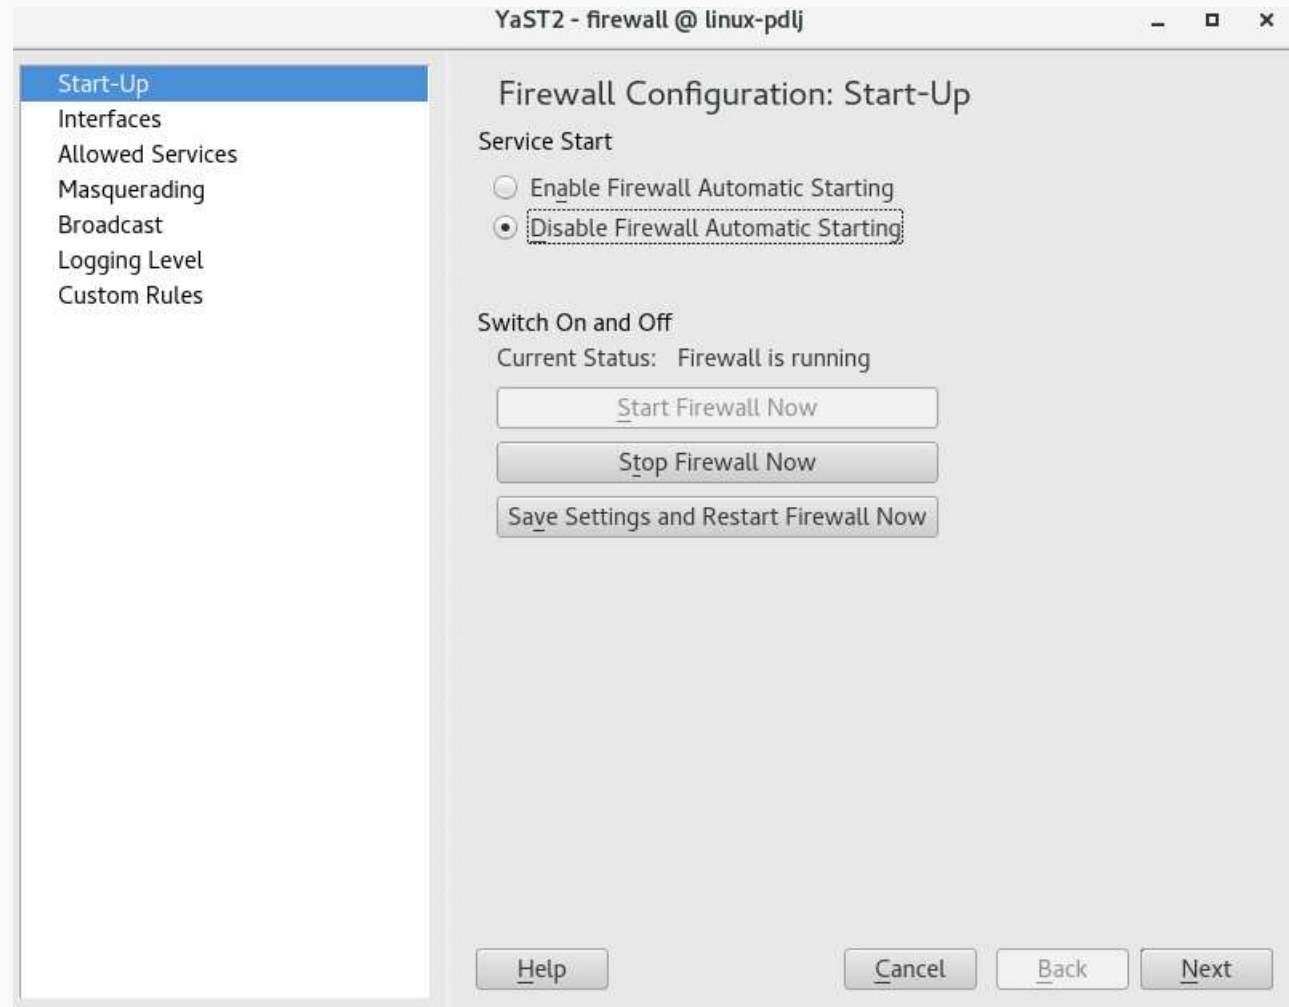 YaST2 - firewall @ linux-pdlj
Start-Up
Interfaces
Allowed Services
Masquerading
Broadcast
Logging Level
Custom Rules
Firewall Configuration: Start-Up
Service Start
Enable Firewall Automatic Starting
Disable Firewall Automatic Starting
Switch On and Off
Current Status: Firewall is running
Start Firewall Now
Stop Firewall Now
Save Settings and Restart Firewall Now
Help
Cancel
Back
Next